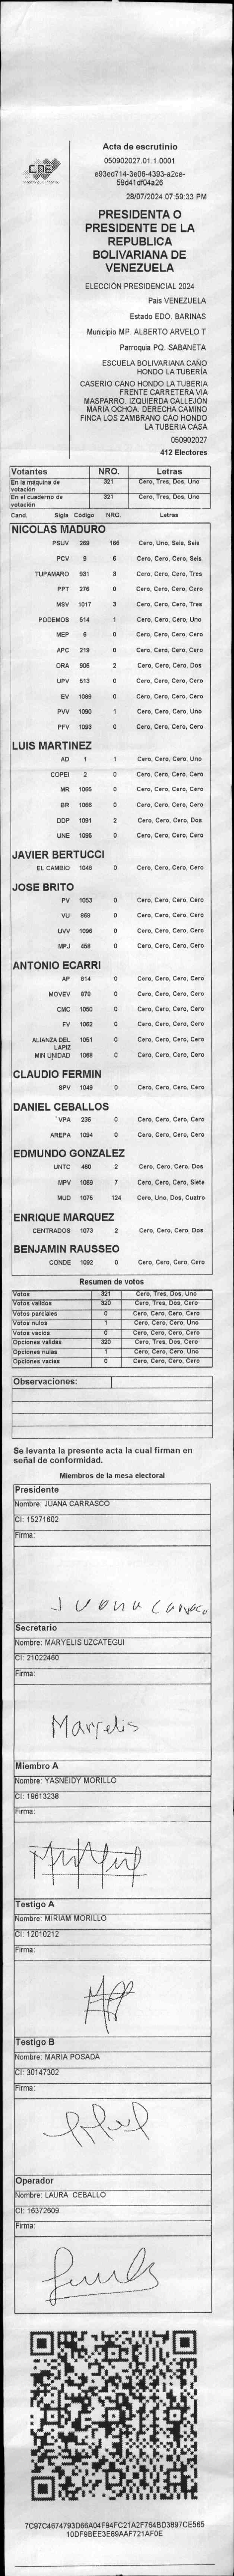 CNE
Acta de escrutinio
050902027.01.1.0001
e93ed714-3e06-4393-a2ce-
59d41df04a26
28/07/2024 07:59:33 PM
PRESIDENTA O
PRESIDENTE DE LA
REPUBLICA
BOLIVARIANA DE
VENEZUELA
ELECCIÓN PRESIDENCIAL 2024
Pais VENEZUELA
Estado EDO. BARINAS
Municipio MP. ALBERTO ARVELO T
Parroquia PQ. SABANETA
ESCUELA BOLIVARIANA CAÑO
HONDO LA TUBERÍA
CASERIO CANO HONDO LA TUBERIA
FRENTE CARRETERA VIA
MASPARRO. IZQUIERDA CALLEJÓN
MARIA OCHOA. DERECHA CAMINO
FINCA LOS ZAMBRANO CAO HONDO
LA TUBERIA CASA
050902027
412 Electores
Votantes NRO. Letras
En la máquina de votación 321 Cero, Tres, Dos, Uno
En el cuaderno de votación 321 Cero, Tres, Dos, Uno
Cand. Sigla Código NRO. Letras
NICOLAS MADURO
PSUV 269 166 Cero, Uno, Seis, Seis
PCV 9 6 Cero, Cero, Cero, Seis
TUPAMARO 931 3 Cero, Cero, Cero, Tres
PPT 276 0 Cero, Cero, Cero, Cero
MSV 1017 3 Cero, Cero, Cero, Tres
PODEMOS 514 1 Cero, Cero, Cero, Uno
MEP 6 0 Cero, Cero, Cero, Cero
APC 219 0 Cero, Cero, Cero, Cero
ORA 906 2 Cero, Cero, Cero, Dos
UPV 513 0 Cero, Cero, Cero, Cero
EV 1089 0 Cero, Cero, Cero, Cero
PVV 1090 1 Cero, Cero, Cero, Uno
PFV 1093 0 Cero, Cero, Cero, Cero
LUIS MARTINEZ
AD 1 1 Cero, Cero, Cero, Uno
COPEI 2 0 Cero, Cero, Cero, Cero
MR 1065 0 Cero, Cero, Cero, Cero
BR 1066 0 Cero, Cero, Cero, Cero
DDP 1091 2 Cero, Cero, Cero, Dos
UNE 1095 0 Cero, Cero, Cero, Cero
JAVIER BERTUCCI
EL CAMBIO 1048 0 Cero, Cero, Cero, Cero
JOSE BRITO
PV 1053 0 Cero, Cero, Cero, Cero
VU 868 0 Cero, Cero, Cero, Cero
UVV 1096 0 Cero, Cero, Cero, Cero
MPJ 458 0 Cero, Cero, Cero, Cero
ANTONIO ECARRI
AP 814 0 Cero, Cero, Cero, Cero
MOVEV 878 0 Cero, Cero, Cero, Cero
CMC 1050 0 Cero, Cero, Cero, Cero
FV 1062 0 Cero, Cero, Cero, Cero
ALIANZA DEL LAPIZ 1051 0 Cero, Cero, Cero, Cero
MIN UNIDAD 1068 0 Cero, Cero, Cero, Cero
CLAUDIO FERMIN
SPV 1049 0 Cero, Cero, Cero, Cero
DANIEL CEBALLOS
VPA 236 0 Cero, Cero, Cero, Cero
AREPA 1094 0 Cero, Cero, Cero, Cero
EDMUNDO GONZALEZ
UNTC 460 2 Cero, Cero, Cero, Dos
MPV 1069 7 Cero, Cero, Cero, Siete
MUD 1075 124 Cero, Uno, Dos, Cuatro
ENRIQUE MARQUEZ
CENTRADOS 1073 2 Cero, Cero, Cero, Dos
BENJAMIN RAUSSEO
CONDE 1092 0 Cero, Cero, Cero, Cero
Resumen de votos
Votos 321 Cero, Tres, Dos, Uno
Votos validos 320 Cero, Tres, Dos, Cero
Votos parciales 0 Cero, Cero, Cero, Cero
Votos nulos 1 Cero, Cero, Cero, Uno
Votos vacios 0 Cero, Cero, Cero, Cero
Opciones validas 320 Cero, Tres, Dos, Cero
Opciones nulas 1 Cero, Cero, Cero, Uno
Opciones vacias 0 Cero, Cero, Cero, Cero
Observaciones:
Se levanta la presente acta la cual firman en
señal de conformidad.
Miembros de la mesa electoral
Presidente
Nombre: JUANA CARRASCO
CI: 15271602
Firma:
Juana Carrasco
Secretario
Nombre: MARYELIS UZCATEGUI
CI: 21022460
Firma:
Maryelis
Miembro A
Nombre: YASNEIDY MORILLO
CI: 19613238
Firma:
Testigo A
Nombre: MIRIAM MORILLO
CI: 12010212
Firma:
Testigo B
Nombre: MARIA POSADA
CI: 30147302
Firma:
Operador
Nombre: LAURA CEBALLO
CI: 16372609
Firma:
7C97C4674793D66A04F94FC21A2F764BD3897CE565
10DF9BEE3E89AAF721AF0E